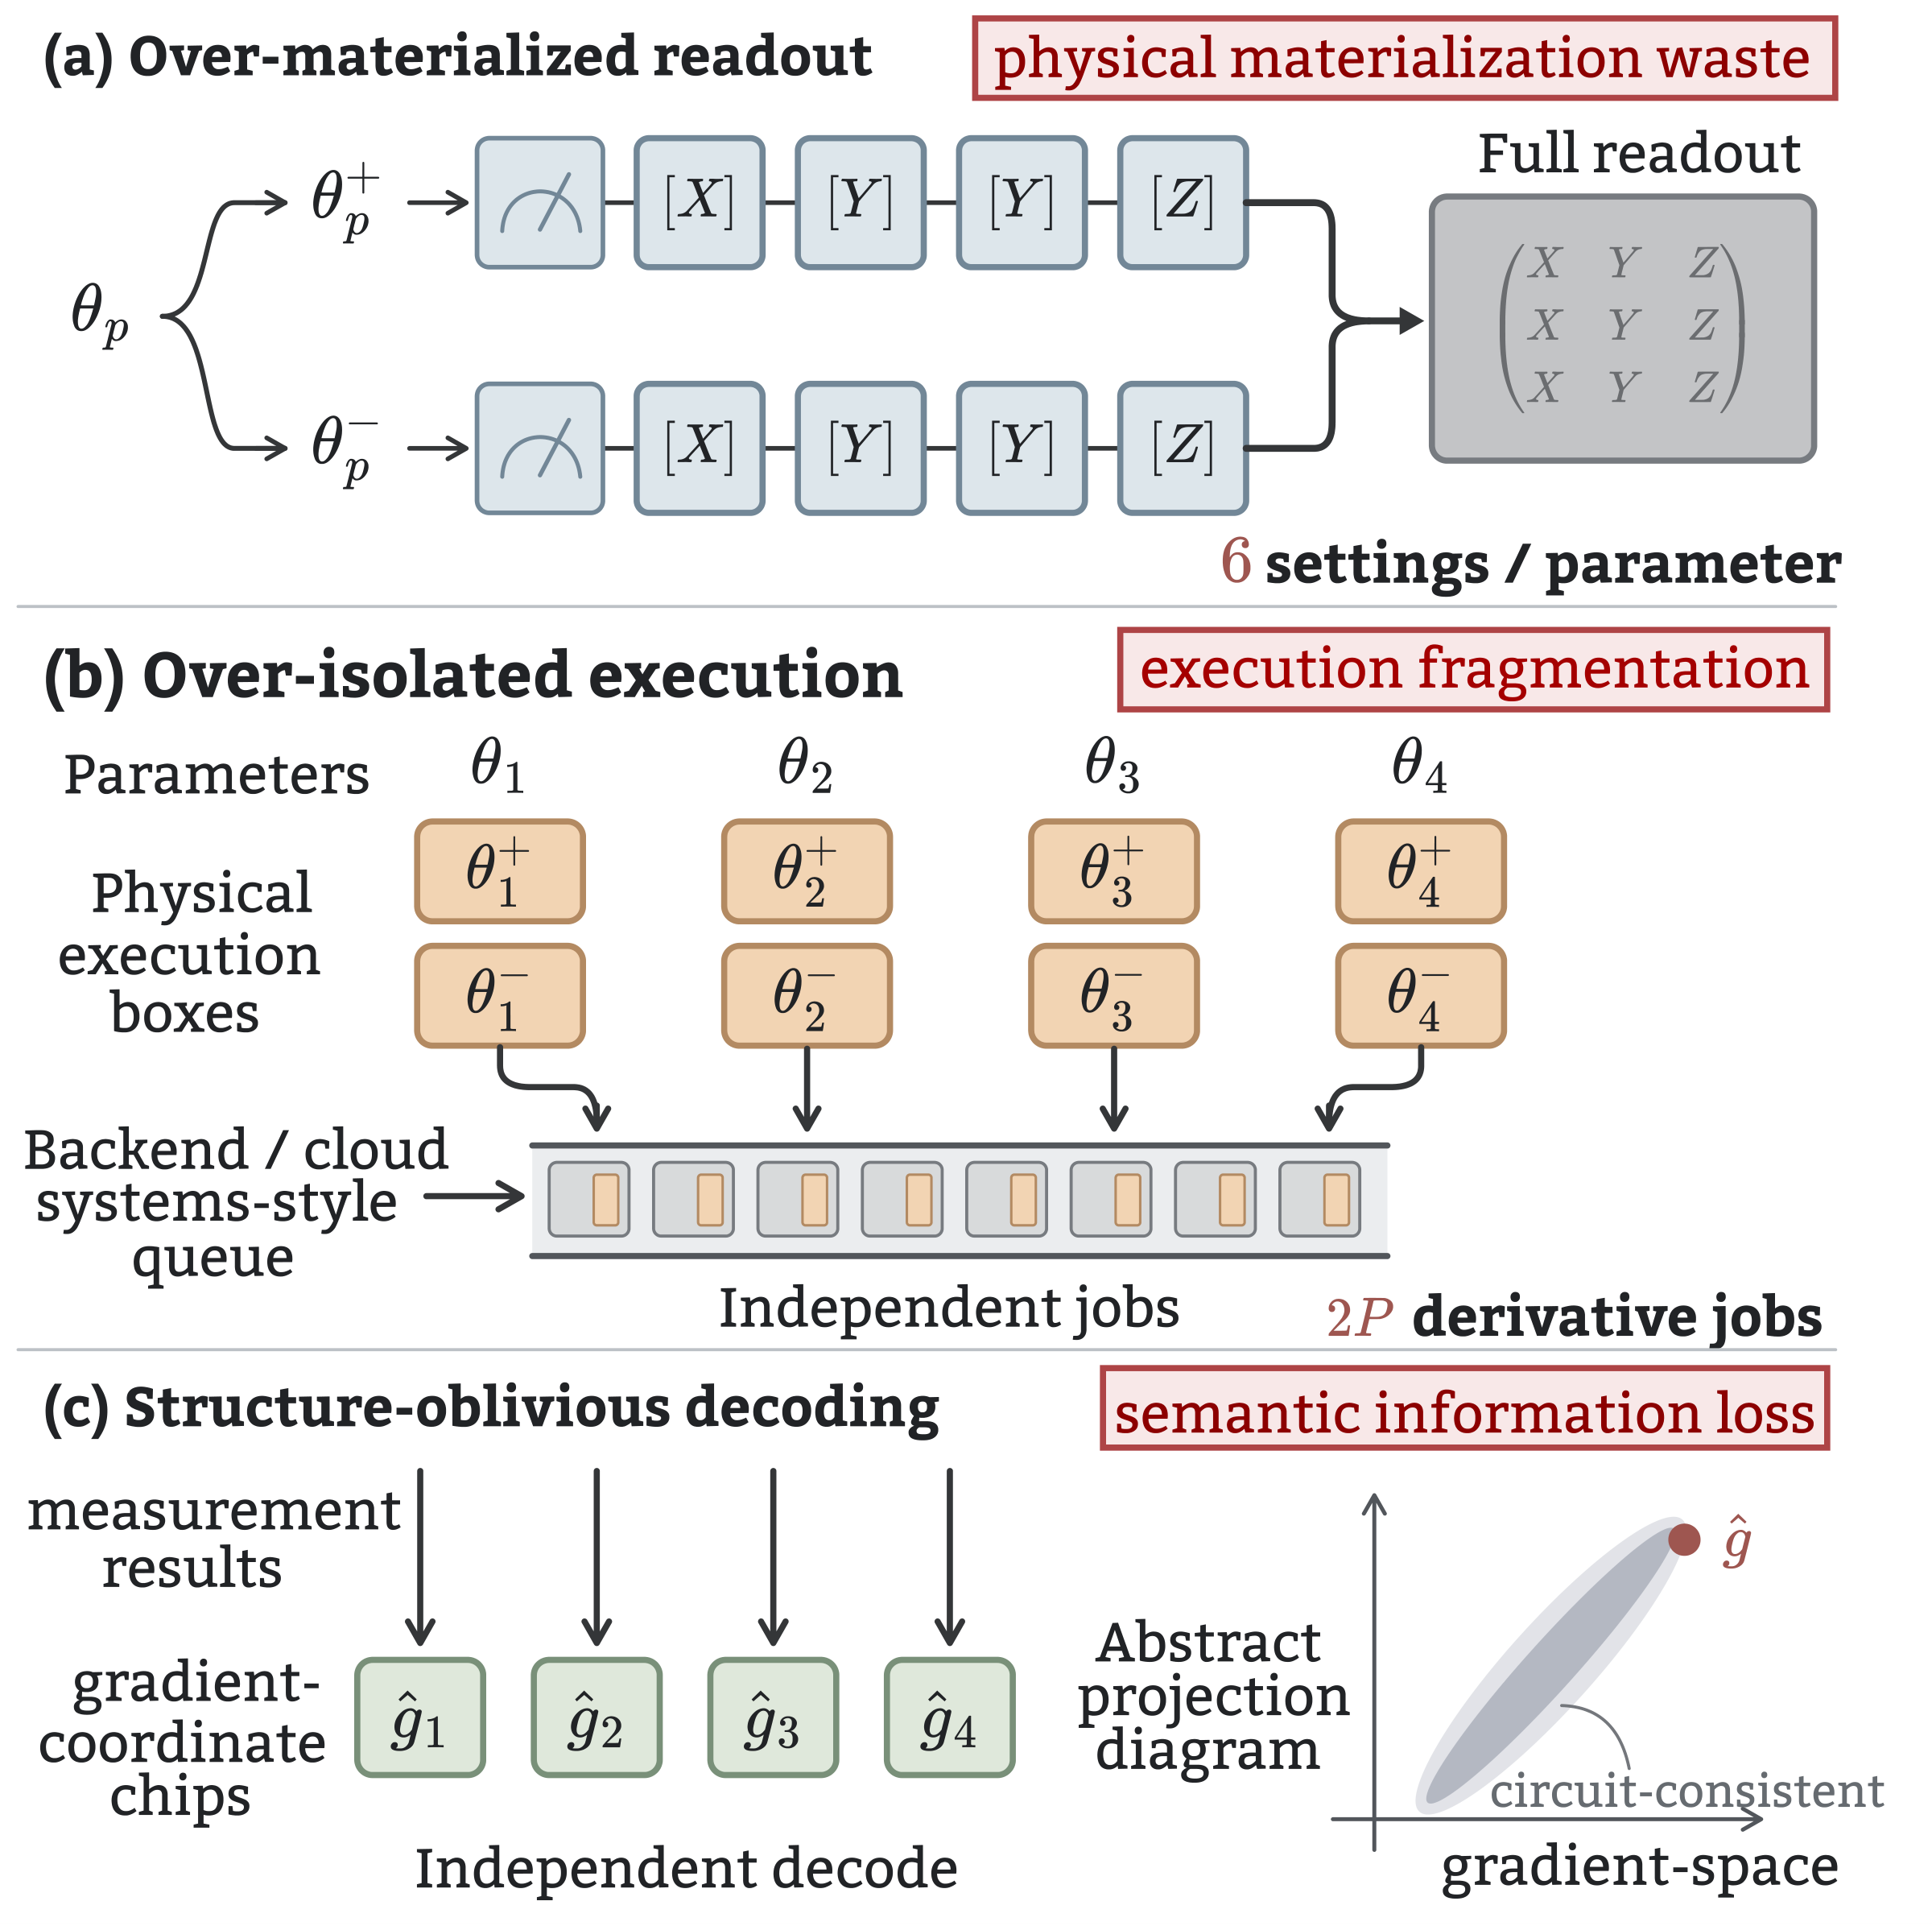 (a) Over-materialized readout
physical materialization waste
Full readout
θp
θp+
[X] [Y] [Y] [Z]
θp−
[X] [Y] [Y] [Z]
X Y Z
X Y Z
X Y Z
6 settings / parameter
(b) Over-isolated execution
execution fragmentation
Parameters
θ1 θ2 θ3 θ4
Physical
execution
boxes
θ1+ θ2+ θ3+ θ4+
θ1− θ2− θ3− θ4−
Backend / cloud
systems-style
queue
Independent jobs
2P derivative jobs
(c) Structure-oblivious decoding
semantic information loss
measurement
results
gradient-
coordinate
chips
ĝ1 ĝ2 ĝ3 ĝ4
Independent decode
ĝ
Abstract
projection
diagram
circuit-consistent
gradient-space